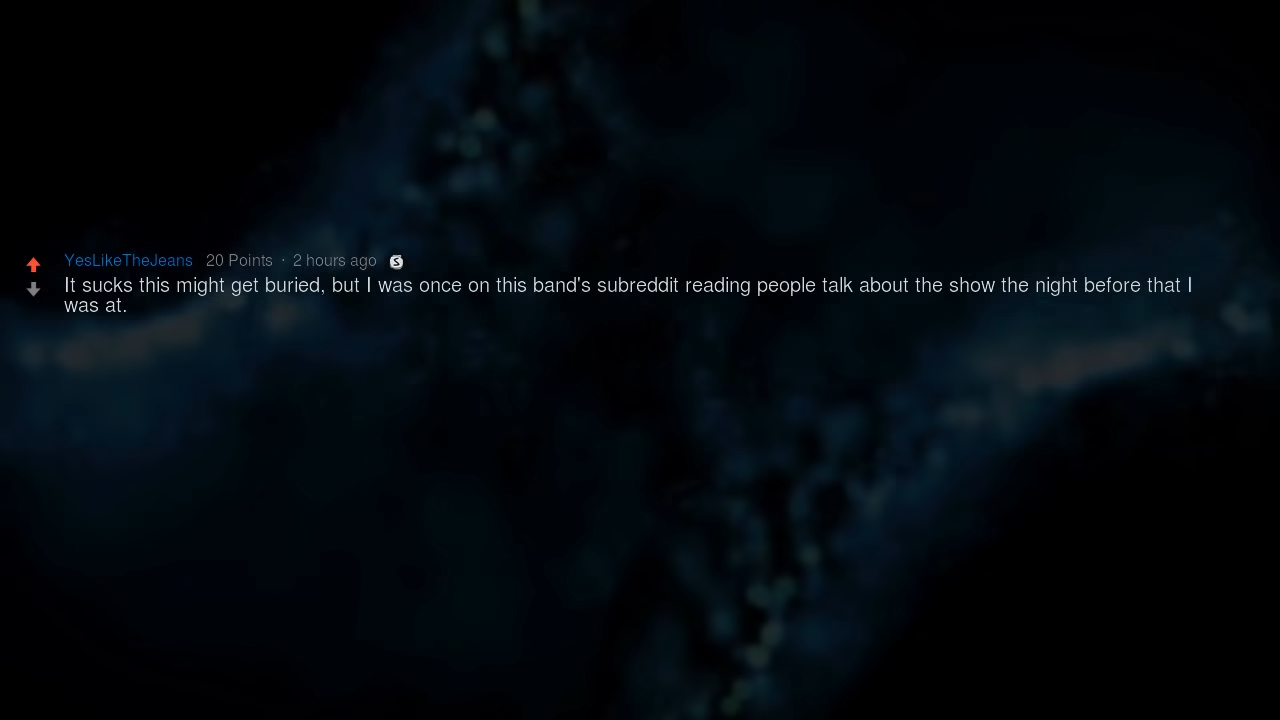 YesLikeTheJeans 20 Points · 2 hours ago S
It sucks this might get buried, but I was once on this band's subreddit reading people talk about the show the night before that I
was at.